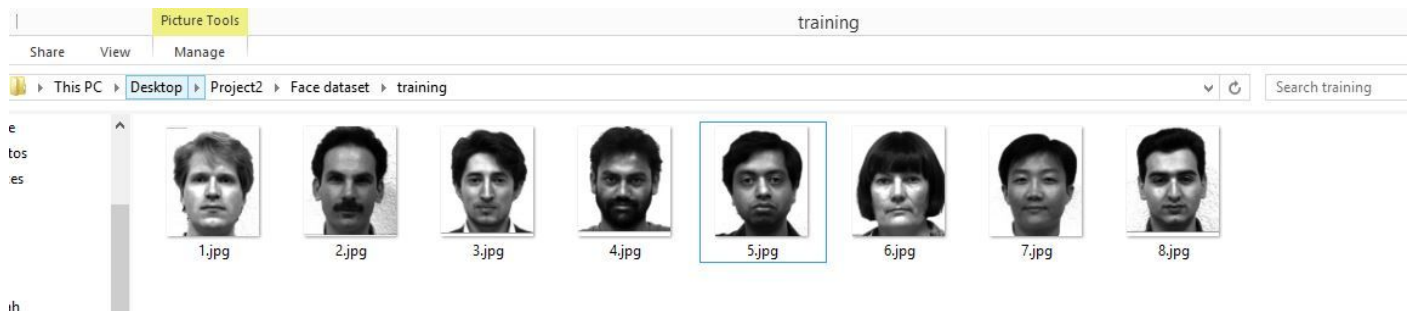 Picture Tools
training
Share View Manage
This PC Desktop Project2 Face dataset training
Search training
1.jpg 2.jpg 3.jpg 4.jpg 5.jpg 6.jpg 7.jpg 8.jpg